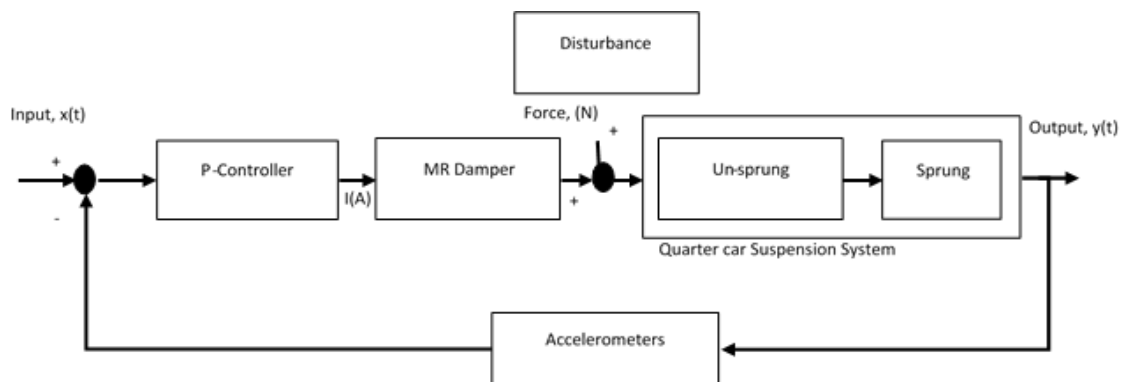 Disturbance
Input, x(t)
Force, (N)
+
Output, y(t)
+
P-Controller
MR Damper
Un-sprung
Sprung
I(A)
+
-
Quarter car Suspension System
Accelerometers